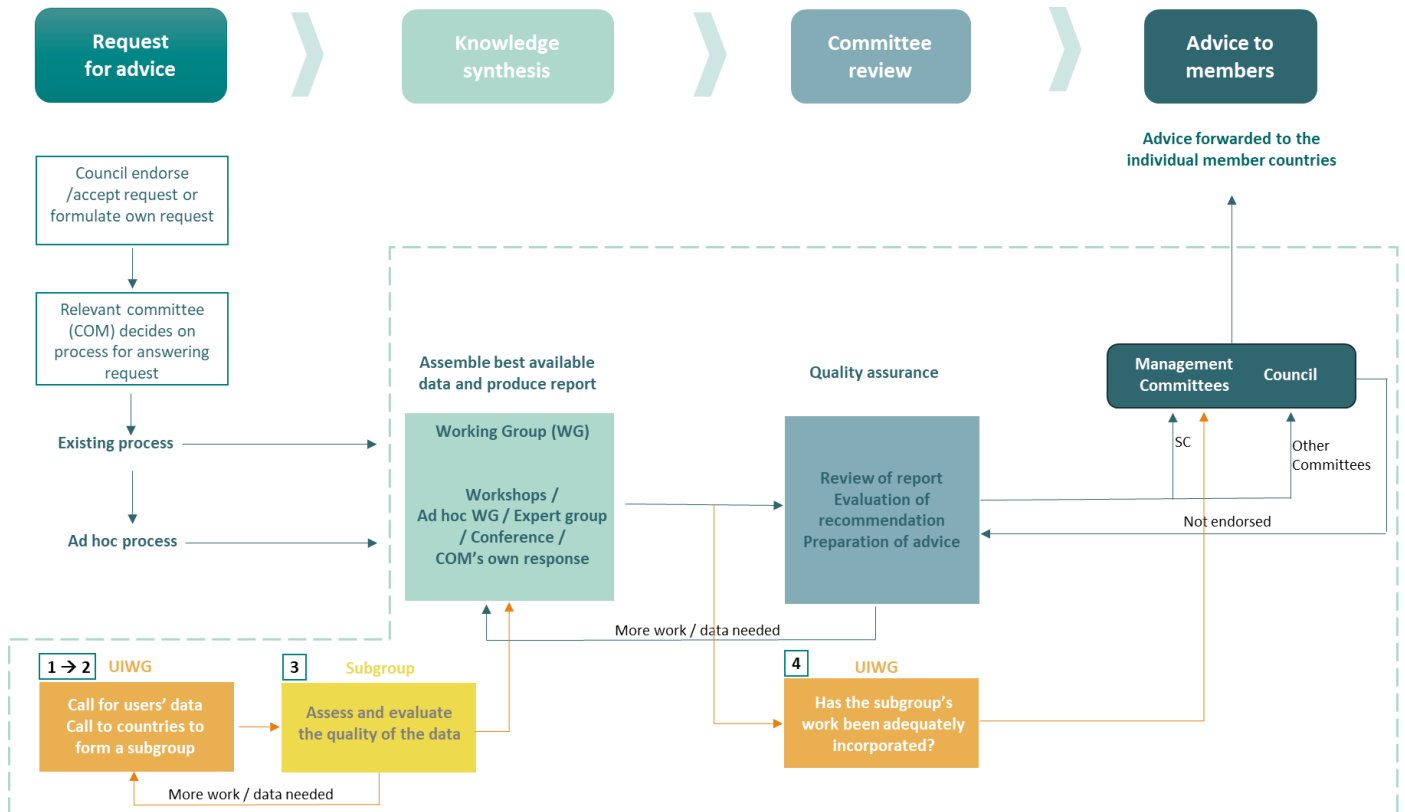 Request
for advice
Knowledge
synthesis
Committee
review
Advice to
members
Advice forwarded to the
individual member countries
Council endorse
/accept request or
formulate own request
Relevant committee
(COM) decides on
process for answering
request
Existing process
Ad hoc process
Assemble best available
data and produce report
Working Group (WG)
Workshops /
Ad hoc WG / Expert group
/ Conference /
COM's own response
Quality assurance
Review of report
Evaluation of
recommendation
Preparation of advice
Management
Committees
Council
SC
Other
Committees
Not endorsed
More work / data needed
1 → 2
UIWG
Call for users' data
Call to countries to
form a subgroup
3
Subgroup
Assess and evaluate
the quality of the data
More work / data needed
4
UIWG
Has the subgroup's
work been adequately
incorporated?